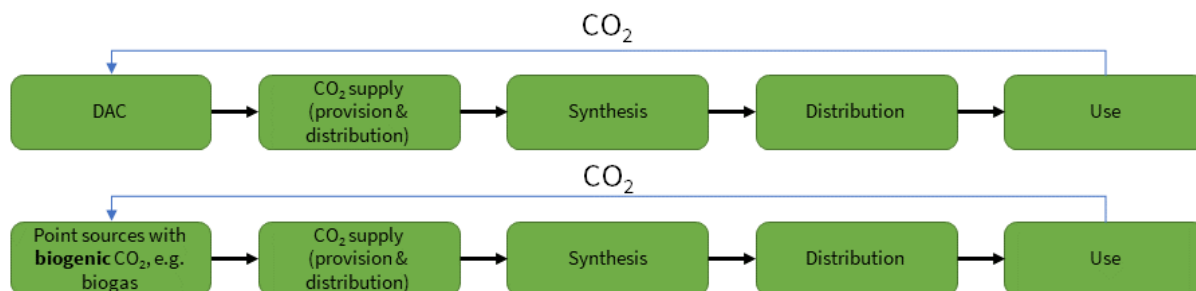 CO₂
DAC
CO₂ supply
(provision &
distribution)
Synthesis
Distribution
Use
CO₂
Point sources with
biogenic CO₂, e.g.
biogas
CO₂ supply
(provision &
distribution)
Synthesis
Distribution
Use